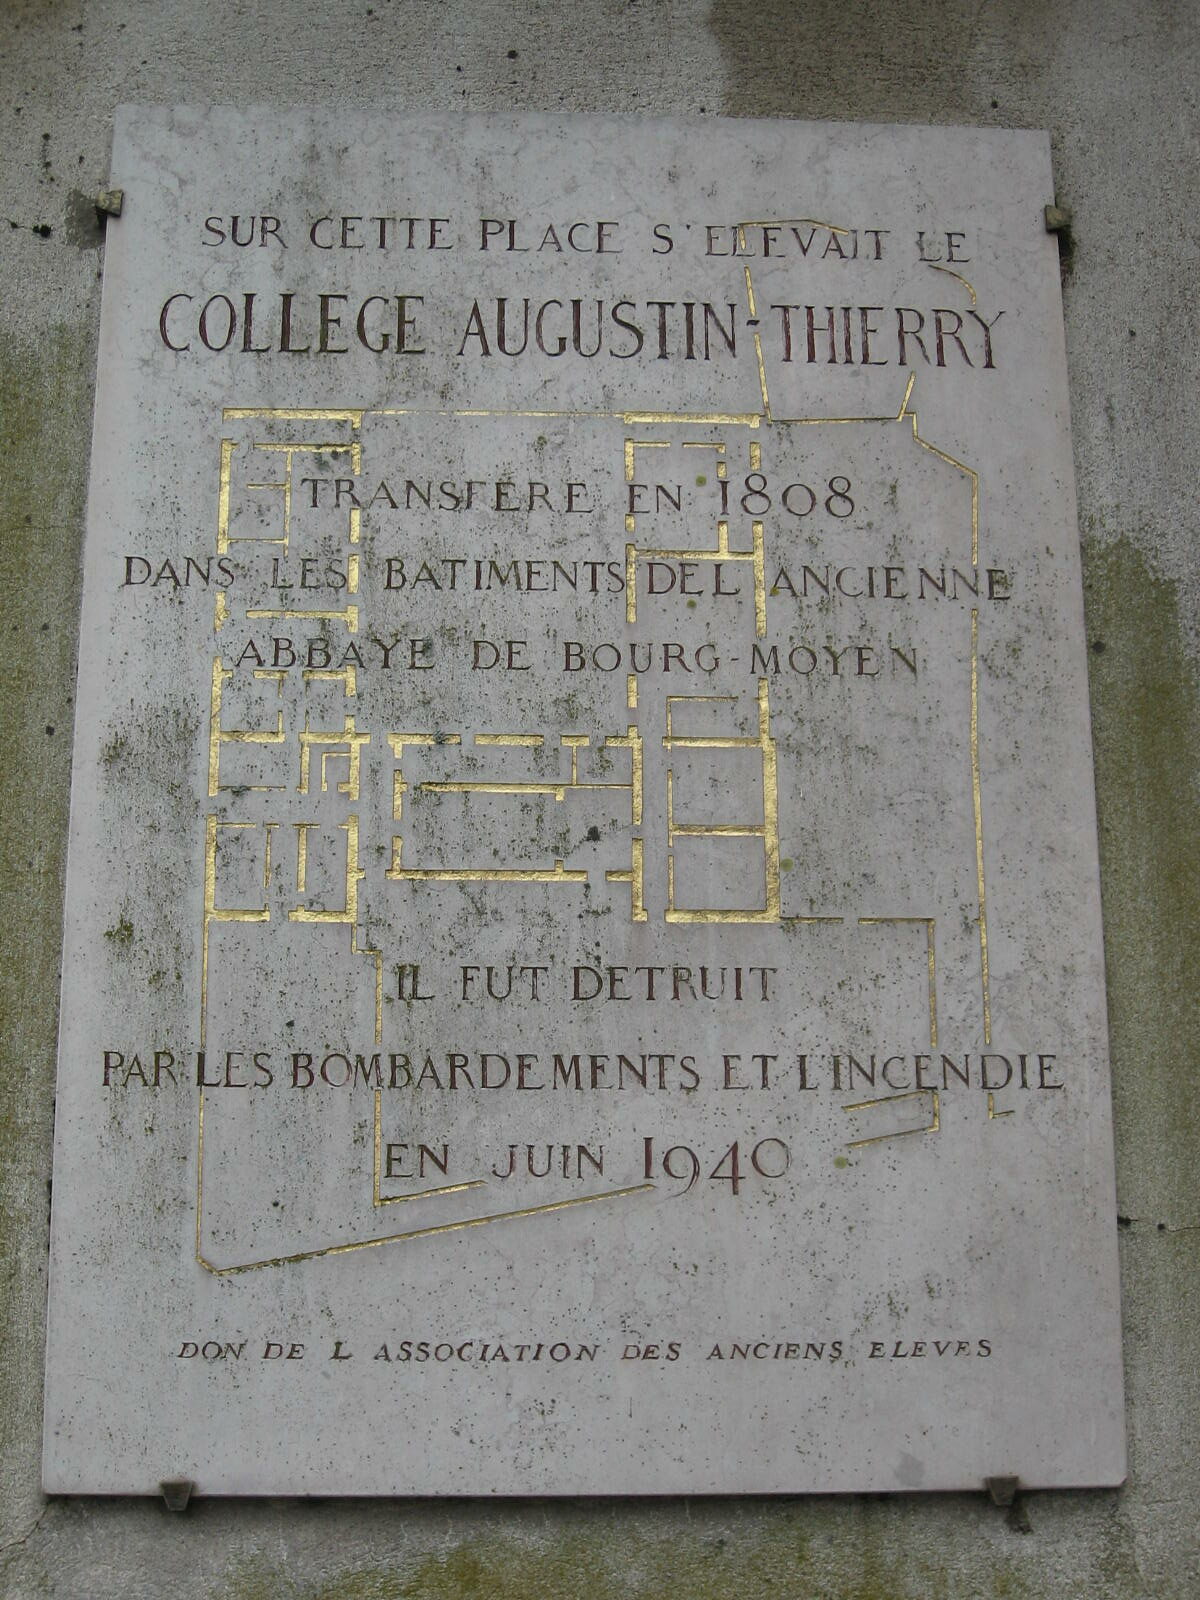 SUR CETTE PLACE S'ELEVAIT LE
COLLEGE AUGUSTIN-THIERRY
TRANSFERE EN 1808
DANS LES BATIMENTS DE L ANCIENNE
ABBAYE DE BOURG-MOYEN
IL FUT DETRUIT
PAR LES BOMBARDEMENTS ET L'INCENDIE
EN JUIN 1940
DON DE L ASSOCIATION DES ANCIENS ELEVES